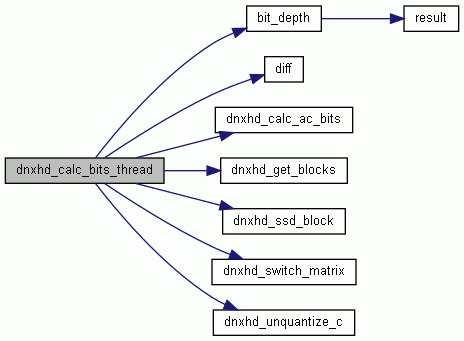 bit_depth
result
diff
dnxhd_calc_ac_bits
dnxhd_calc_bits_thread
dnxhd_get_blocks
dnxhd_ssd_block
dnxhd_switch_matrix
dnxhd_unquantize_c